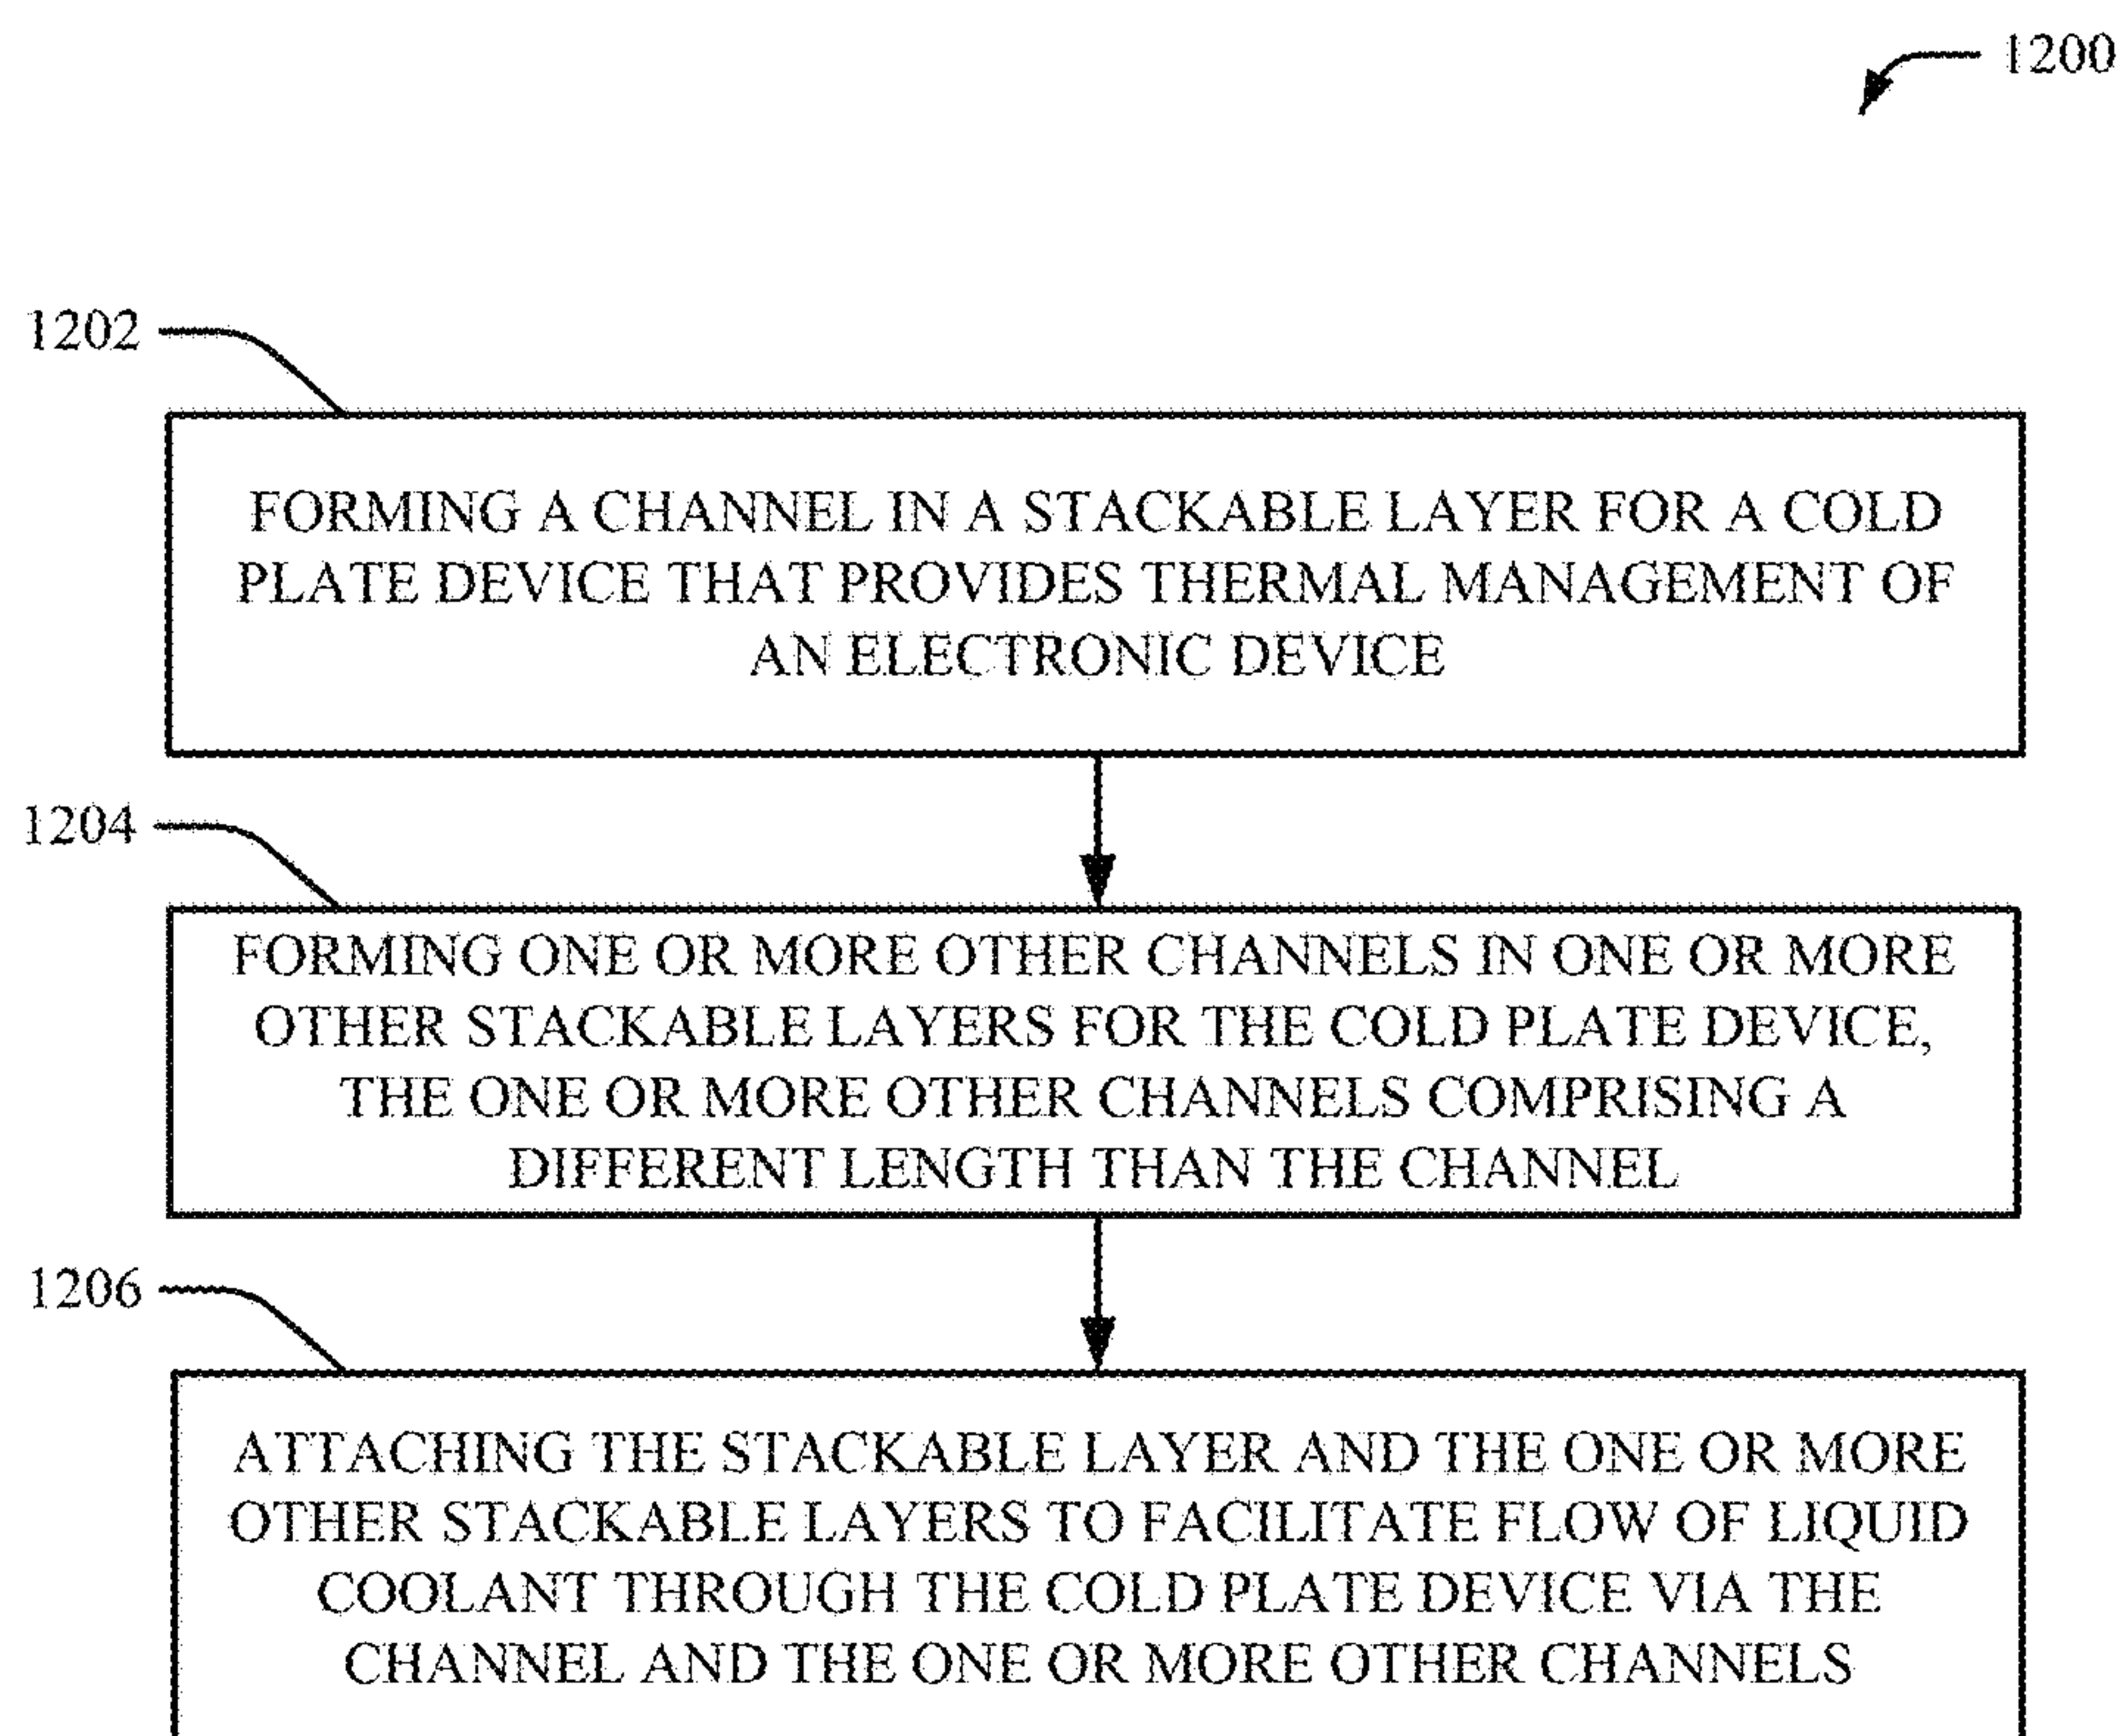 1200
1202
FORMING A CHANNEL IN A STACKABLE LAYER FOR A COLD
PLATE DEVICE THAT PROVIDES THERMAL MANAGEMENT OF
AN ELECTRONIC DEVICE
1204
FORMING ONE OR MORE OTHER CHANNELS IN ONE OR MORE
OTHER STACKABLE LAYERS FOR THE COLD PLATE DEVICE,
THE ONE OR MORE OTHER CHANNELS COMPRISING A
DIFFERENT LENGTH THAN THE CHANNEL
1206
ATTACHING THE STACKABLE LAYER AND THE ONE OR MORE
OTHER STACKABLE LAYERS TO FACILITATE FLOW OF LIQUID
COOLANT THROUGH THE COLD PLATE DEVICE VIA THE
CHANNEL AND THE ONE OR MORE OTHER CHANNELS